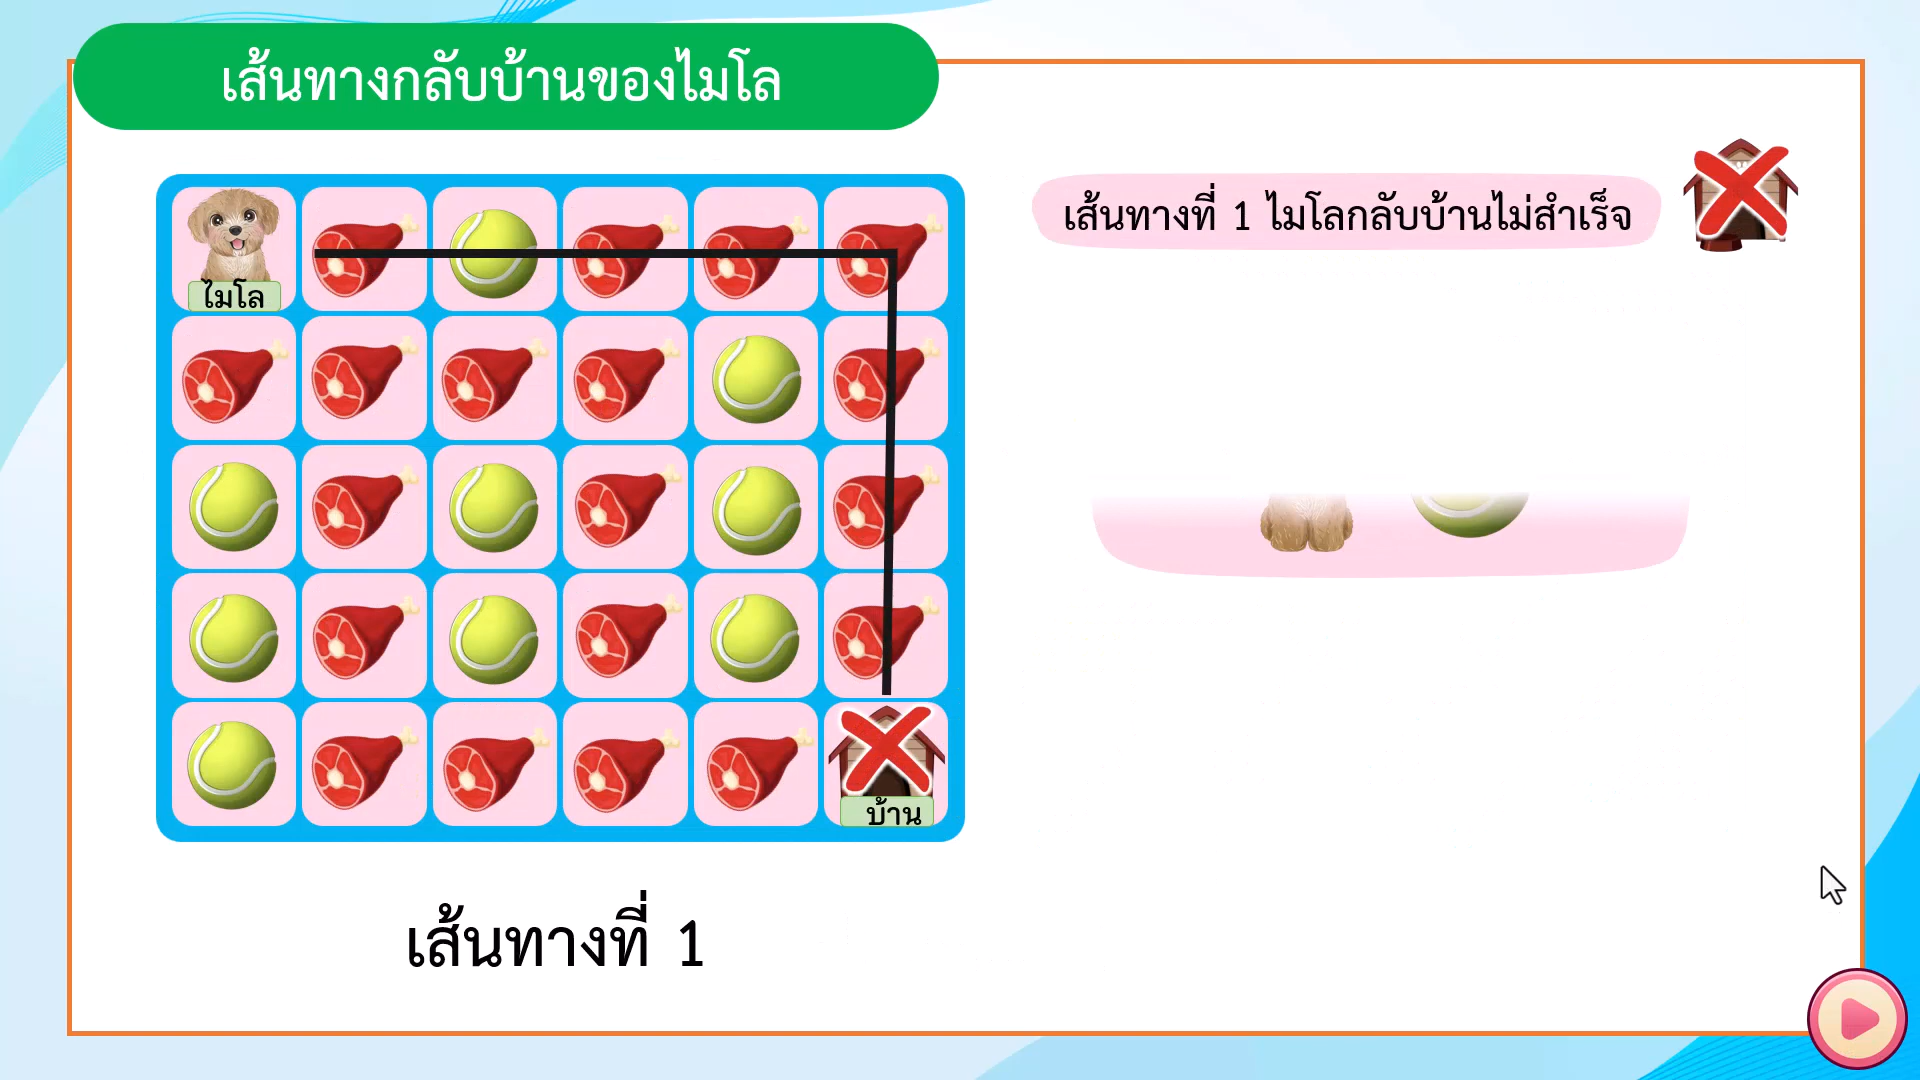 เส้นทางกลับบ้านของไมโล
เส้นทางที่ 1 ไมโลกลับบ้านไม่สำเร็จ
ไมโล
บ้าน
เส้นทางที่ 1